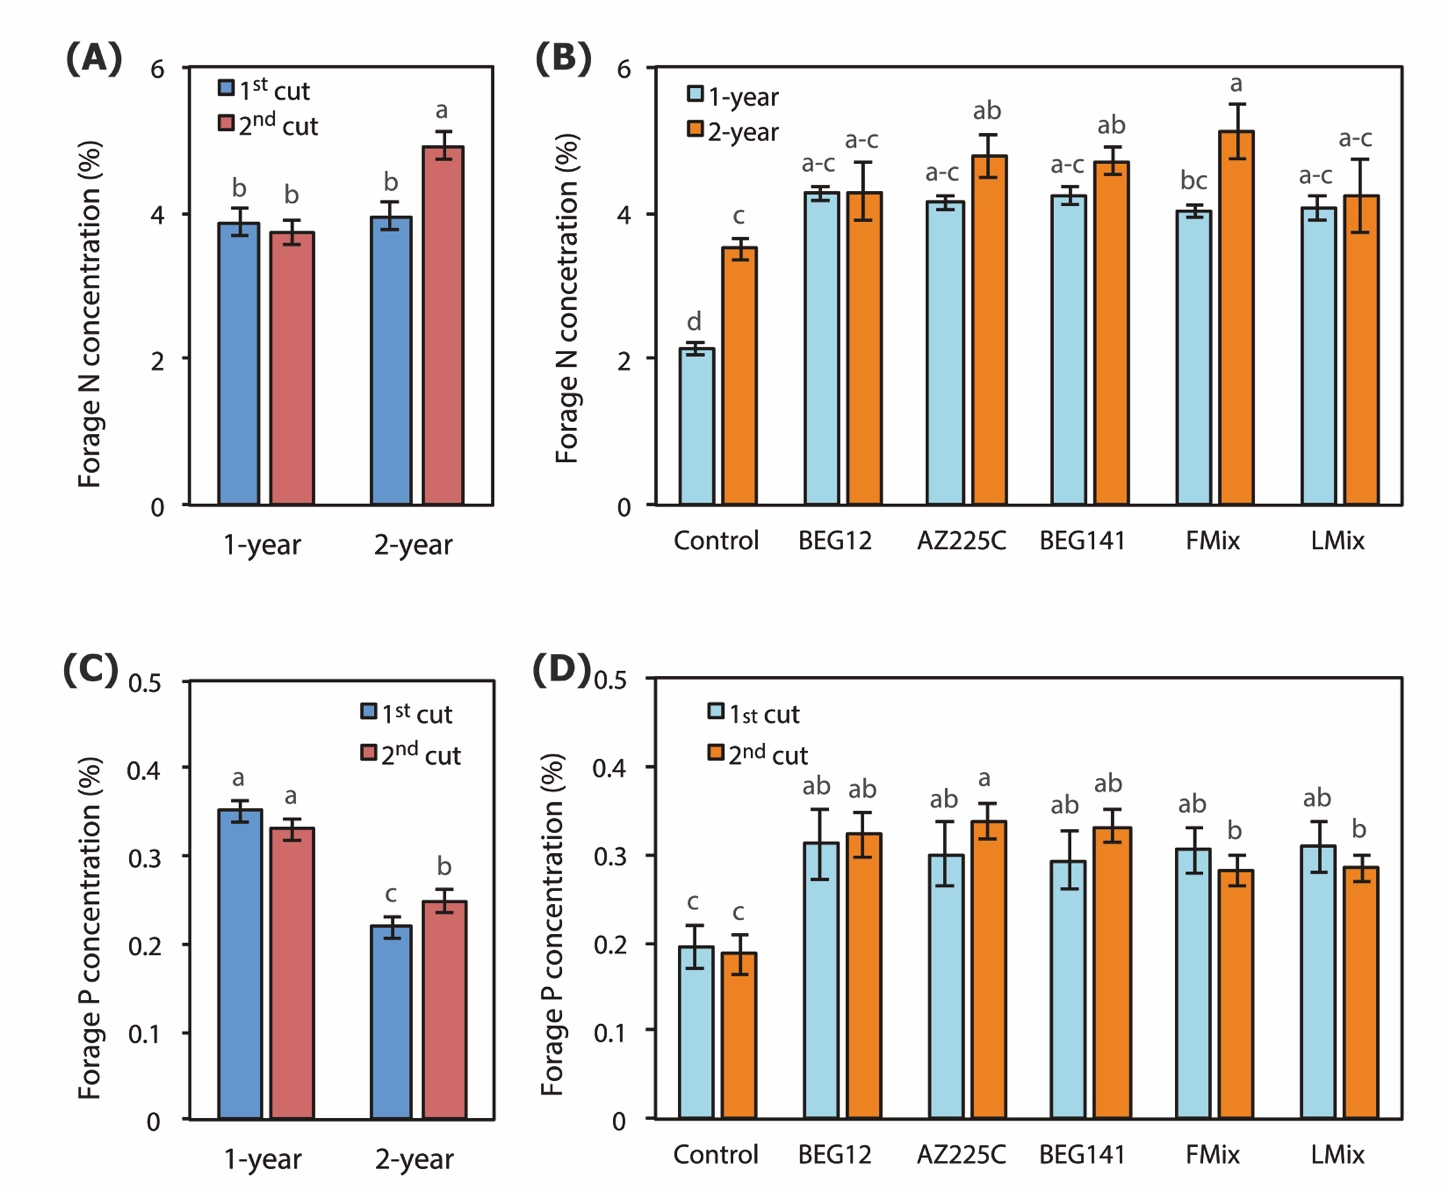 (A)
6
4
2
0
Forage N concentration (%)
1st cut
2nd cut
b
b
b
a
1-year
2-year
(B)
6
4
2
0
Forage N concetration (%)
1-year
2-year
d
c
a-c
a-c
a-c
ab
a-c
ab
bc
a
a-c
a-c
Control
BEG12
AZ225C
BEG141
FMix
LMix
(C)
0.5
0.4
0.3
0.2
0.1
0
Forage P concentration (%)
1st cut
2nd cut
a
a
c
b
1-year
2-year
(D)
0.5
0.4
0.3
0.2
0.1
0
Forage P concentration (%)
1st cut
2nd cut
c
c
ab
ab
ab
a
ab
ab
ab
b
ab
b
Control
BEG12
AZ225C
BEG141
FMix
LMix